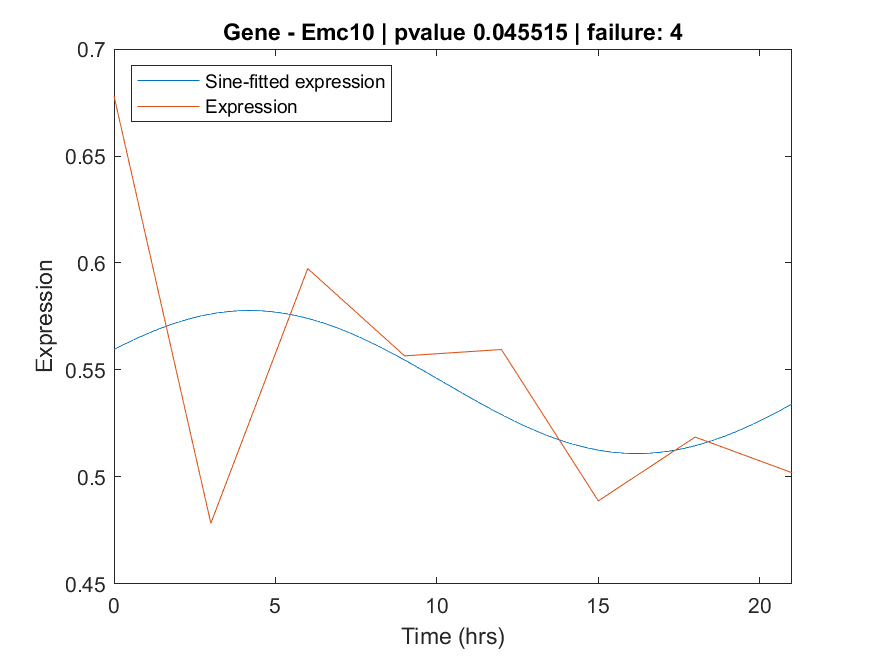 Gene - Emc10 | pvalue 0.045515 | failure: 4
Sine-fitted expression
Expression
0.7
0.65
0.6
0.55
0.5
0.45
Expression
0
5
10
15
20
Time (hrs)